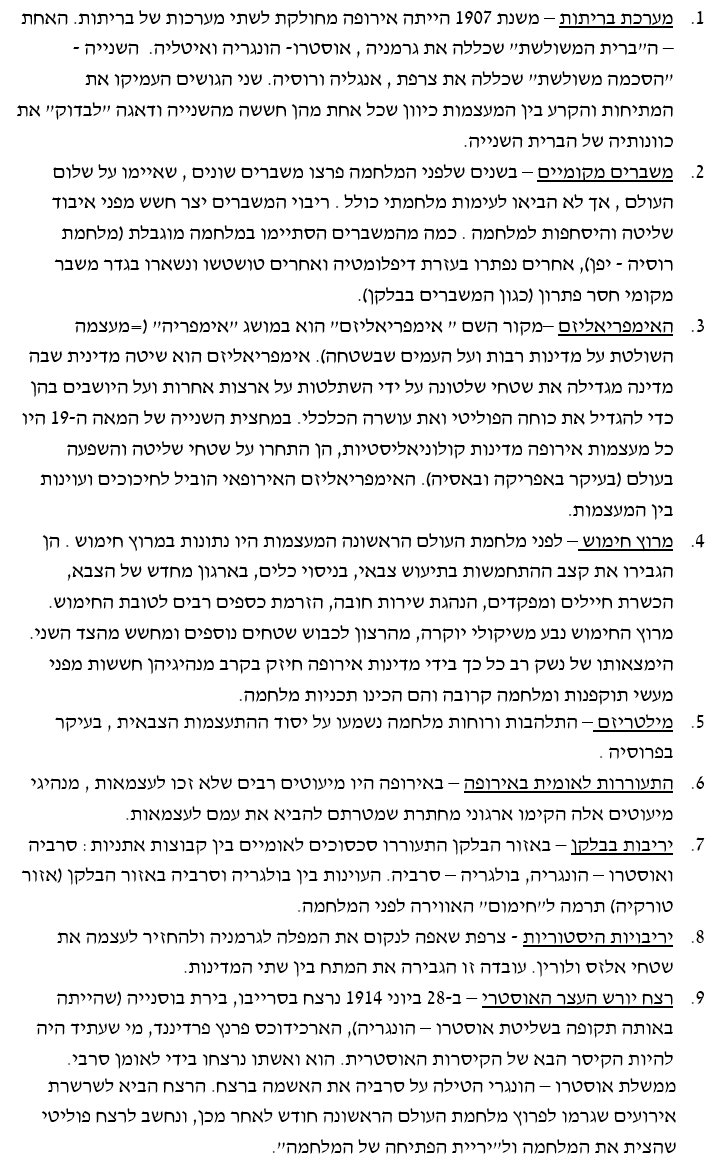 1. מערכת בריתות – משנת 1907 הייתה אירופה מחולקת לשתי מערכות של בריתות. האחת
– ה״ברית המשולשת״ שכללה את גרמניה , אוסטרו- הונגריה ואיטליה. השנייה -
״הסכמה משולשת״ שכללה את צרפת , אנגליה ורוסיה. שני הגושים העמיקו את
המתיחות והקרע בין המעצמות כיוון שכל אחת מהן חששה מהשנייה ודאגה ״לבדוק״ את
כוונותיה של הברית השנייה.
2. משברים מקומיים – בשנים שלפני המלחמה פרצו משברים שונים , שאיימו על שלום
העולם , אך לא הביאו לעימות מלחמתי כולל . ריבוי המשברים יצר חשש מפני איבוד
שליטה והיסחפות למלחמה . כמה מהמשברים הסתיימו במלחמה מוגבלת (מלחמת
רוסיה - יפן), אחרים נפתרו בעזרת דיפלומטיה ואחרים טושטשו ונשארו בגדר משבר
מקומי חסר פתרון (כגון המשברים בבלקן).
3. האימפריאליזם –מקור השם ״ אימפריאליזם״ הוא במושג ״אימפריה״ (=מעצמה
השולטת על מדינות רבות ועל העמים שבשטחה). אימפריאליזם הוא שיטה מדינית שבה
מדינה מגדילה את שטחי שלטונה על ידי השתלטות על ארצות אחרות ועל היושבים בהן
כדי להגדיל את כוחה הפוליטי ואת עושרה הכלכלי. במחצית השנייה של המאה ה-19 היו
כל מעצמות אירופה מדינות קולוניאליסטיות, הן התחרו על שטחי שליטה והשפעה
בעולם (בעיקר באפריקה ובאסיה). האימפריאליזם האירופאי הוביל לחיכוכים ועוינות
בין המעצמות.
4. מרוץ חימוש – לפני מלחמת העולם הראשונה המעצמות היו נתונות במרוץ חימוש . הן
הגבירו את קצב ההתחמשות בתיעוש צבאי, בניסוי כלים, בארגון מחדש של הצבא,
הכשרת חיילים ומפקדים, הנהגת שירות חובה, הזרמת כספים רבים לטובת החימוש.
מרוץ החימוש נבע משיקולי יוקרה, מהרצון לכבוש שטחים נוספים ומחשש מהצד השני.
הימצאותו של נשק רב כל כך בידי מדינות אירופה חיזק בקרב מנהיגיהן חששות מפני
מעשי תוקפנות ומלחמה קרובה והם הכינו תכניות מלחמה.
5. מילטריזם – התלהבות ורוחות מלחמה נשמעו על יסוד ההתעצמות הצבאית , בעיקר
בפרוסיה .
6. התעוררות לאומית באירופה – באירופה היו מיעוטים רבים שלא זכו לעצמאות , מנהיגי
מיעוטים אלה הקימו ארגוני מחתרת שמטרתם להביא את עמם לעצמאות.
7. יריבות בבלקן – באזור הבלקן התעוררו סכסוכים לאומיים בין קבוצות אתניות : סרביה
ואוסטרו – הונגריה, בולגריה – סרביה. העוינות בין בולגריה וסרביה באזור הבלקן (אזור
טורקיה) תרמה ל״חימום״ האווירה לפני המלחמה.
8. יריבויות היסטוריות - צרפת שאפה לנקום את המפלה לגרמניה ולהחזיר לעצמה את
שטחי אלזס ולורין. עובדה זו הגבירה את המתח בין שתי המדינות.
9. רצח יורש העצר האוסטרי – ב-28 ביוני 1914 נרצח בסרייבו, בירת בוסנייה (שהייתה
באותה תקופה בשליטת אוסטרו – הונגריה), הארכידוכס פרנץ פרדיננד, מי שעתיד היה
להיות הקיסר הבא של הקיסרות האוסטרית. הוא ואשתו נרצחו בידי לאומן סרבי.
ממשלת אוסטרו – הונגרי הטילה על סרביה את האשמה ברצח. הרצח הביא לשרשרת
אירועים שגרמו לפרוץ מלחמת העולם הראשונה חודש לאחר מכן, ונחשב לרצח פוליטי
שהצית את המלחמה ול״יריית הפתיחה של המלחמה״.